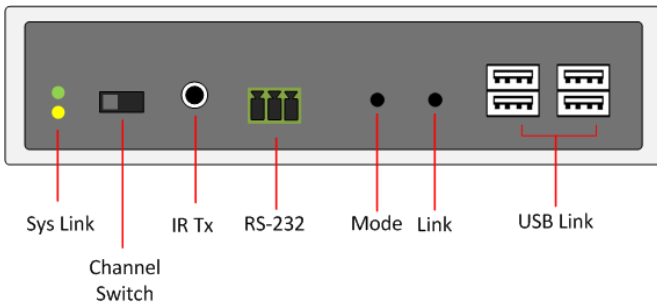 Sys Link
Channel
Switch
IR Tx
RS-232
Mode
Link
USB Link